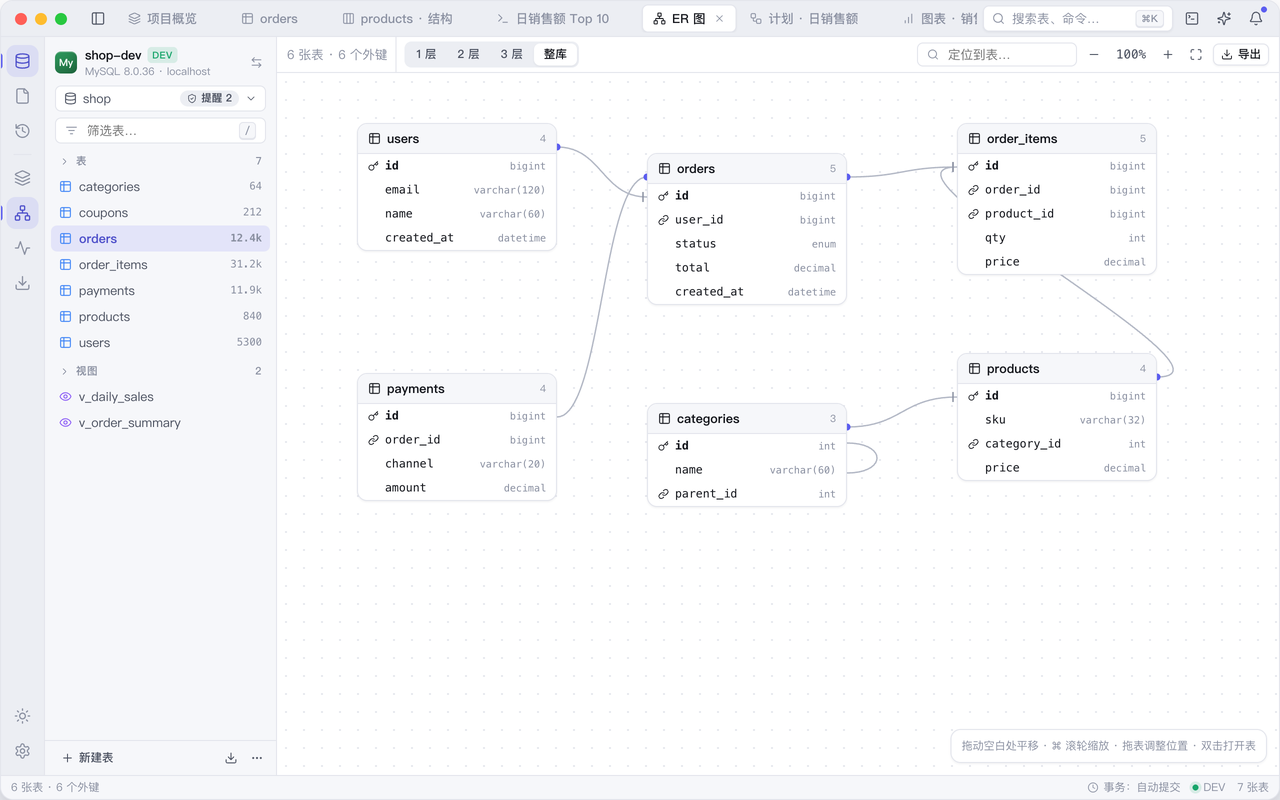 项目概览
orders
products · 结构
日销售额 Top 10
ER 图
计划 · 日销售额
图表 · 销
搜索表、命令...
⌘K
My
shop-dev
DEV
MySQL 8.0.36 · localhost
shop
提醒 2
筛选表...
/
表
7
categories
64
coupons
212
orders
12.4k
order_items
31.2k
payments
11.9k
products
840
users
5300
视图
2
v_daily_sales
v_order_summary
新建表
6 张表 · 6 个外键
1 层
2 层
3 层
整库
定位到表...
100%
导出
users
4
id
bigint
email
varchar(120)
name
varchar(60)
created_at
datetime
orders
5
id
bigint
user_id
bigint
status
enum
total
decimal
created_at
datetime
order_items
5
id
bigint
order_id
bigint
product_id
bigint
qty
int
price
decimal
payments
4
id
bigint
order_id
bigint
channel
varchar(20)
amount
decimal
categories
3
id
int
name
varchar(60)
parent_id
int
products
4
id
bigint
sku
varchar(32)
category_id
int
price
decimal
拖动空白处平移 · ⌘ 滚轮缩放 · 拖表调整位置 · 双击打开表
6 张表 · 6 个外键
事务: 自动提交
DEV
7 张表